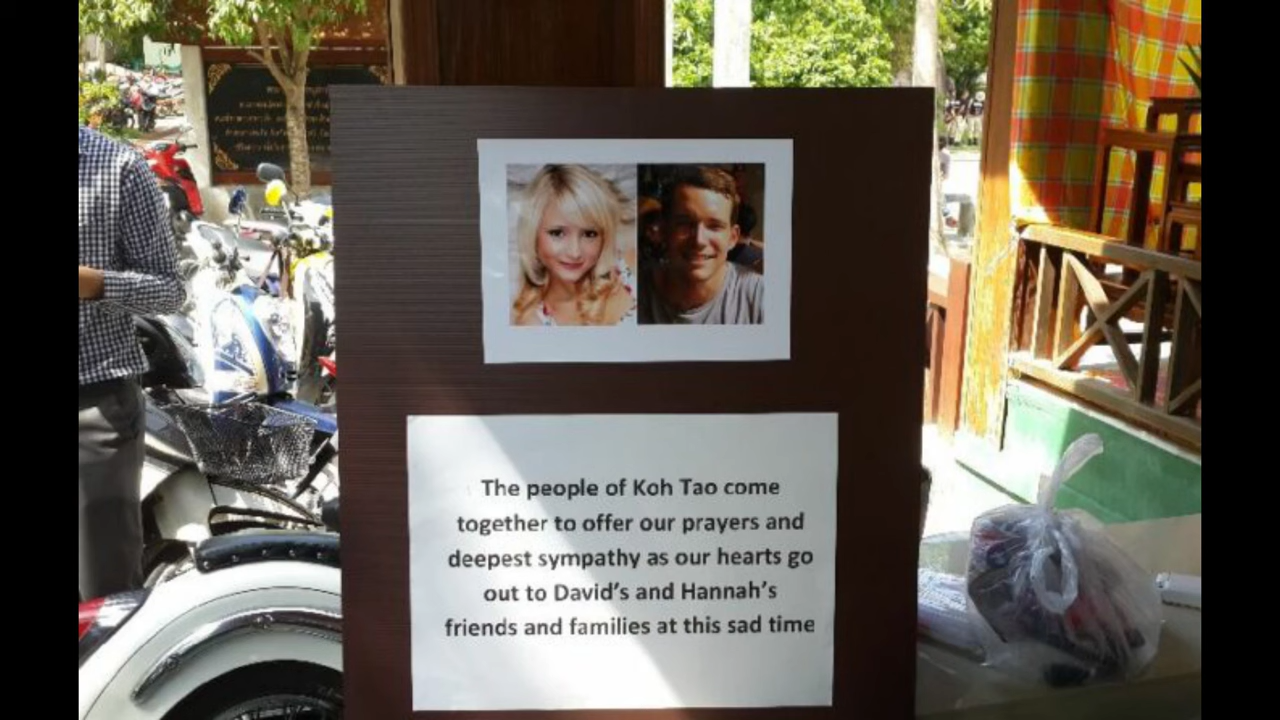 The people of Koh Tao come
together to offer our prayers and
deepest sympathy as our hearts go
out to David's and Hannah's
friends and families at this sad time